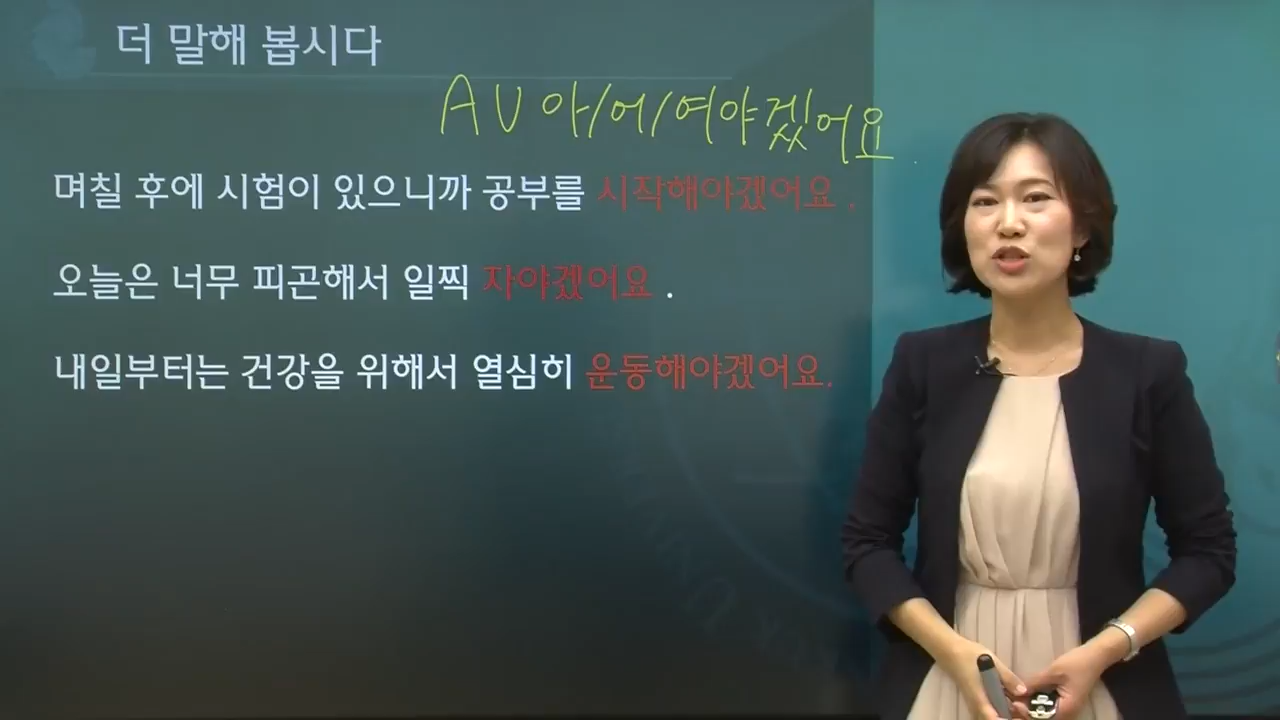 더 말해 봅시다
AV 아/어/여야겠어요.
며칠 후에 시험이 있으니까 공부를 시작해야겠어요 .
오늘은 너무 피곤해서 일찍 자야겠어요 .
내일부터는 건강을 위해서 열심히 운동해야겠어요.